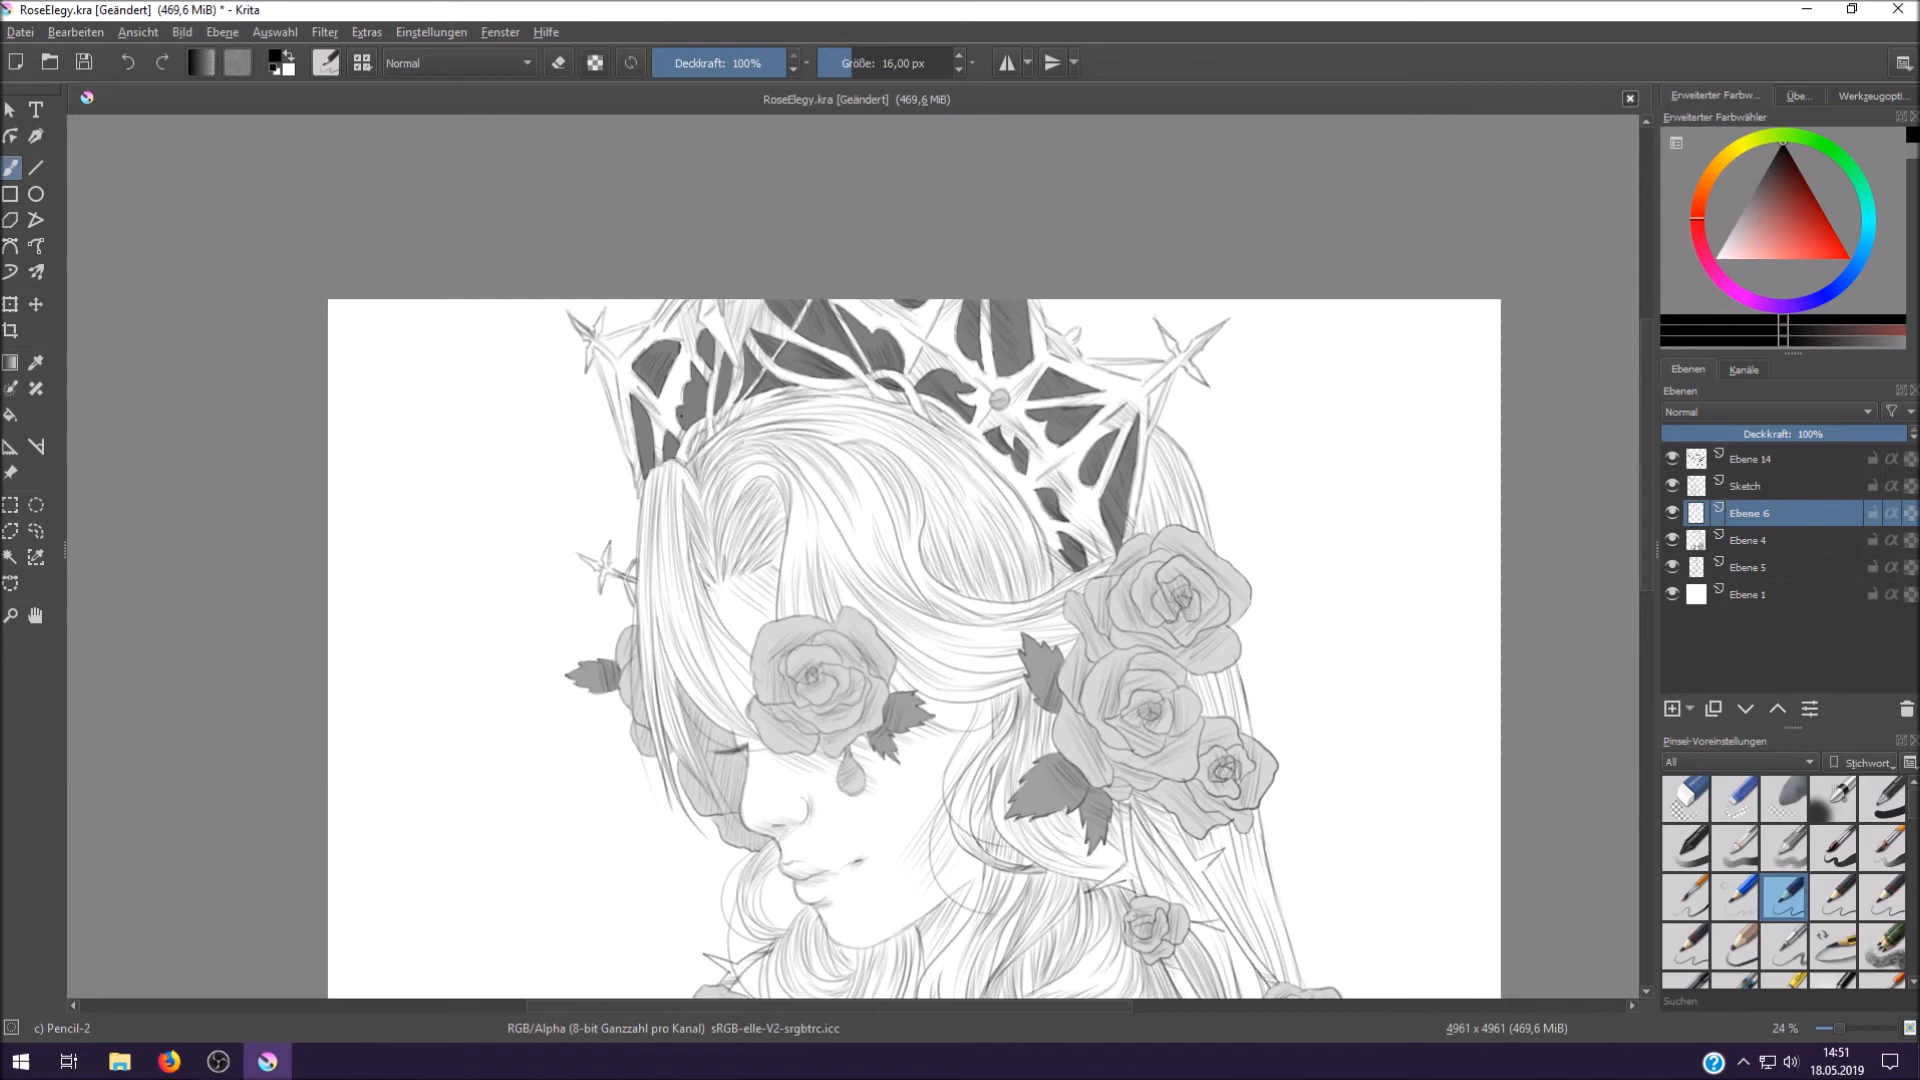 RoseElegy.kra [Geändert]  (469,6 MiB) * - Krita
Datei Bearbeiten Ansicht Bild Ebene Auswahl Filter Extras Einstellungen Fenster Hilfe
Normal
Deckkraft: 100%
Größe: 16,00 px
RoseElegy.kra [Geändert]  (469,6 MiB)
Erweiterter Farbw...
Übe...
Werkzeugopti...
Erweiterter Farbwähler
Ebenen
Kanäle
Ebenen
Normal
Deckkraft: 100%
Ebene 14
Sketch
Ebene 6
Ebene 4
Ebene 5
Ebene 1
Pinsel-Voreinstellungen
All
Stichwort
Suchen
c) Pencil-2
RGB/Alpha (8-bit Ganzzahl pro Kanal)  sRGB-elle-V2-srgbtrc.icc
4961 x 4961 (469,6 MiB)
24 %
14:51
18.05.2019